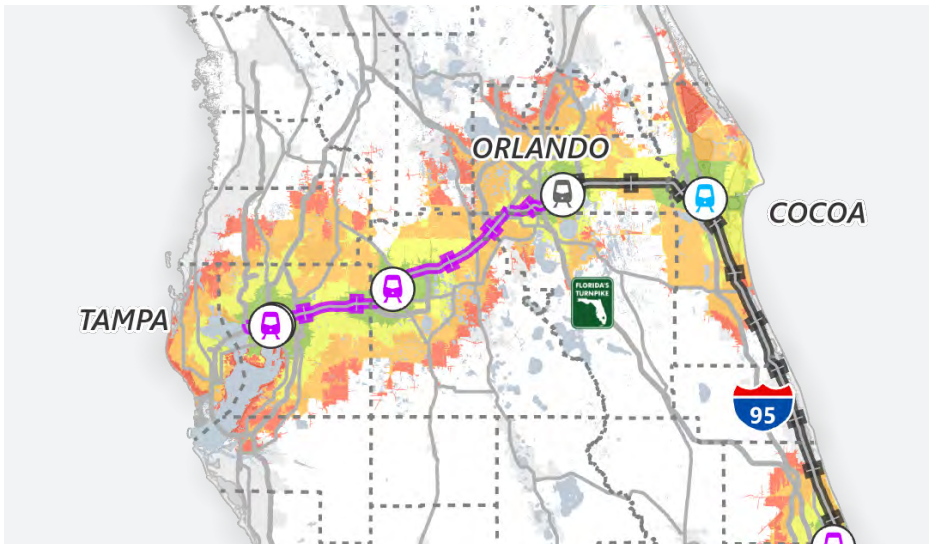 ORLANDO
COCOA
FLORIDA'S
TURNPIKE
TAMPA
95